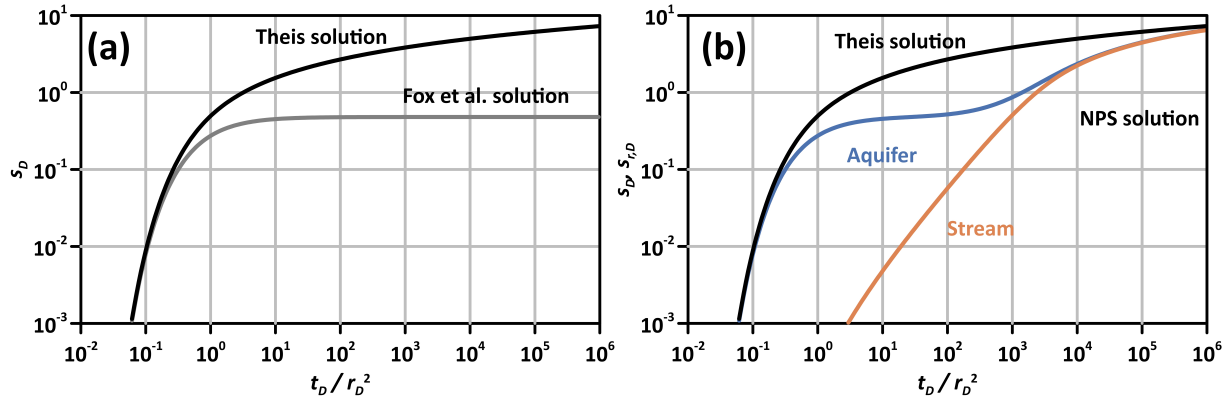 (a)
Theis solution
Fox et al. solution
s_D
10^1
10^0
10^-1
10^-2
10^-3
10^-2
10^-1
10^0
10^1
10^2
10^3
10^4
10^5
10^6
t_D / r_D^2
(b)
Theis solution
NPS solution
Aquifer
Stream
s_D, s_r,D
10^1
10^0
10^-1
10^-2
10^-3
10^-2
10^-1
10^0
10^1
10^2
10^3
10^4
10^5
10^6
t_D / r_D^2